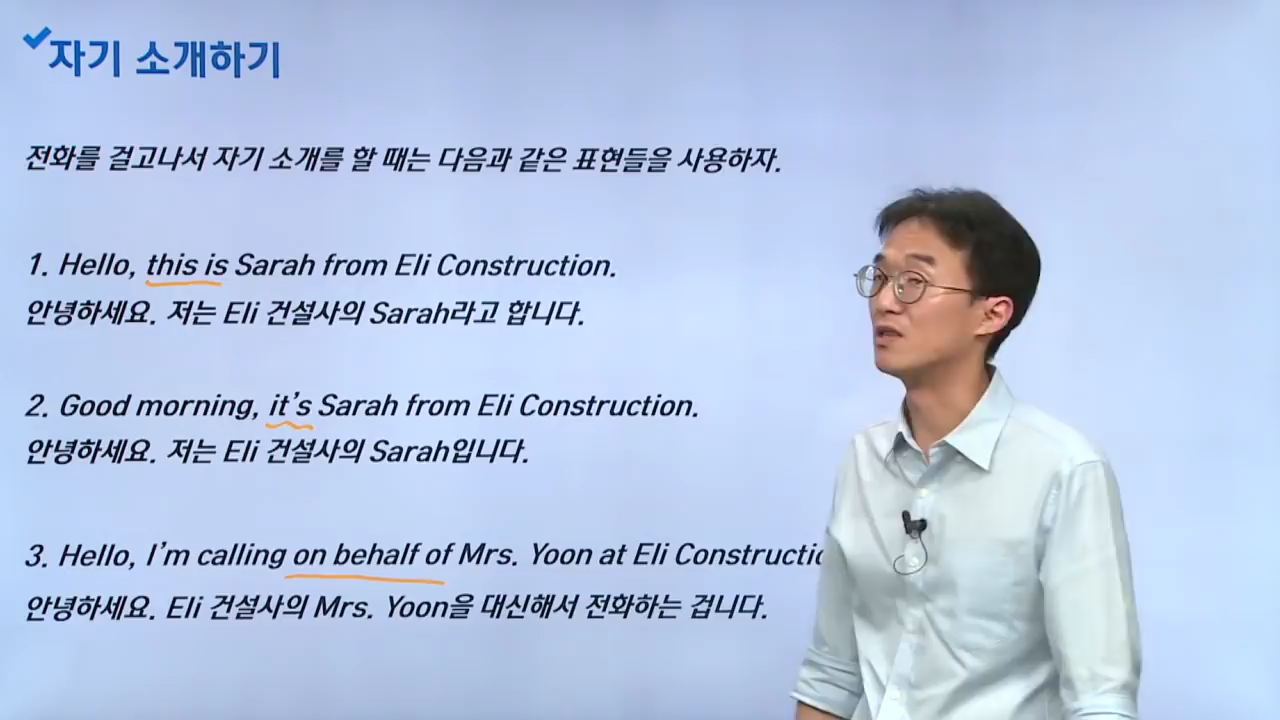 자기 소개하기
전화를 걸고나서 자기 소개를 할 때는 다음과 같은 표현들을 사용하자.
1. Hello, this is Sarah from Eli Construction.
안녕하세요. 저는 Eli 건설사의 Sarah라고 합니다.
2. Good morning, it's Sarah from Eli Construction.
안녕하세요. 저는 Eli 건설사의 Sarah입니다.
3. Hello, I'm calling on behalf of Mrs. Yoon at Eli
안녕하세요. Eli 건설사의 Mrs. Yoon을 대신해서 전화하는 겁니다.